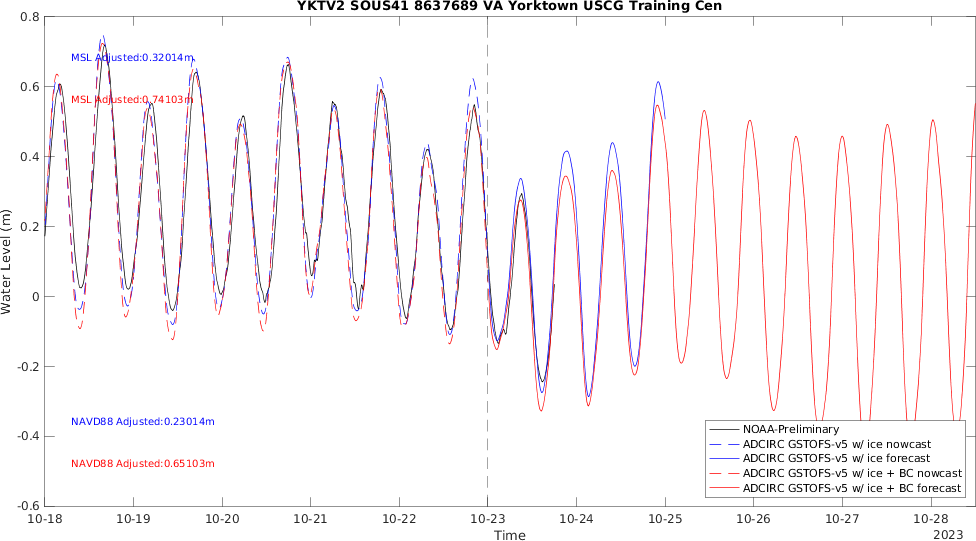 YKTV2 SOUS41 8637689 VA Yorktown USCG Training Cen
0.8
0.6
0.4
0.2
0
-0.2
-0.4
-0.6
Water Level (m)
MSL Adjusted:0.32014m
MSL Adjusted:0.74103m
NAVD88 Adjusted:0.23014m
NAVD88 Adjusted:0.65103m
NOAA-Preliminary
ADCIRC GSTOFS-v5 w/ ice nowcast
ADCIRC GSTOFS-v5 w/ ice forecast
ADCIRC GSTOFS-v5 w/ ice + BC nowcast
ADCIRC GSTOFS-v5 w/ ice + BC forecast
10-18 10-19 10-20 10-21 10-22 10-23 10-24 10-25 10-26 10-27 10-28
Time
2023